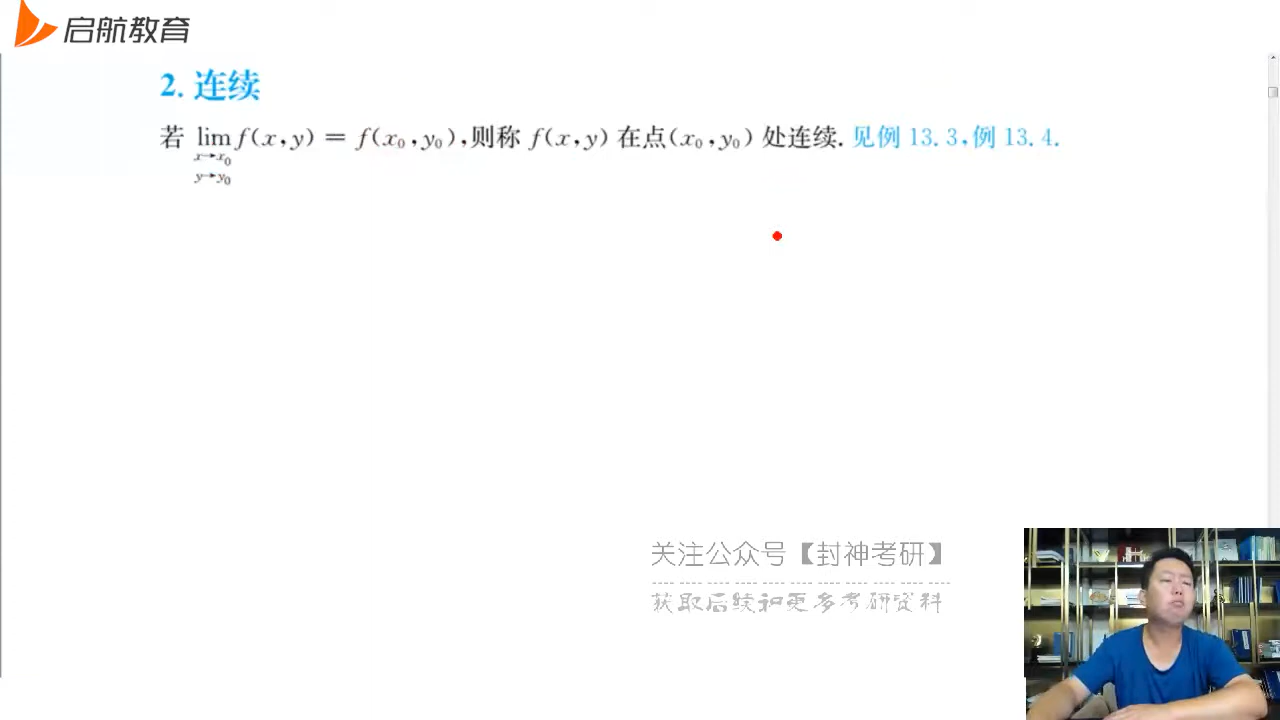 启航教育
2. 连续
若 lim f(x,y) = f(x₀,y₀),则称 f(x,y) 在点(x₀,y₀) 处连续. 见例 13.3,例 13.4.
x→x₀
y→y₀
关注公众号【封神考研】
获取后续和更多考研资料